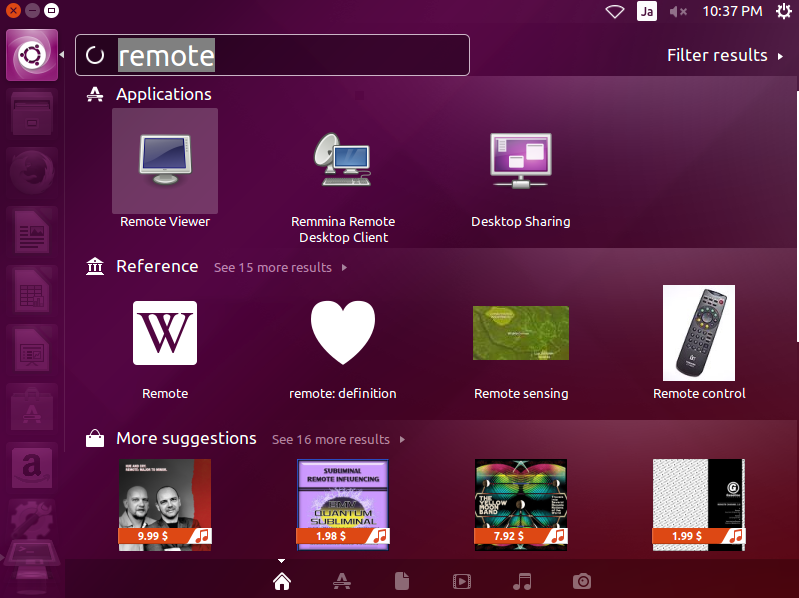 Ja
10:37 PM
remote
Filter results
Applications
Remote Viewer
Remmina Remote
Desktop Client
Desktop Sharing
Reference
See 15 more results
W
Remote
remote: definition
Remote sensing
Remote control
More suggestions
See 16 more results
SUBLIMINAL
REMOTE INFLUENCING
QUANTUM
SUBLIMINAL
THE
YELLOW
MOON
BAND
9.99 $
1.98 $
7.92 $
1.99 $
a